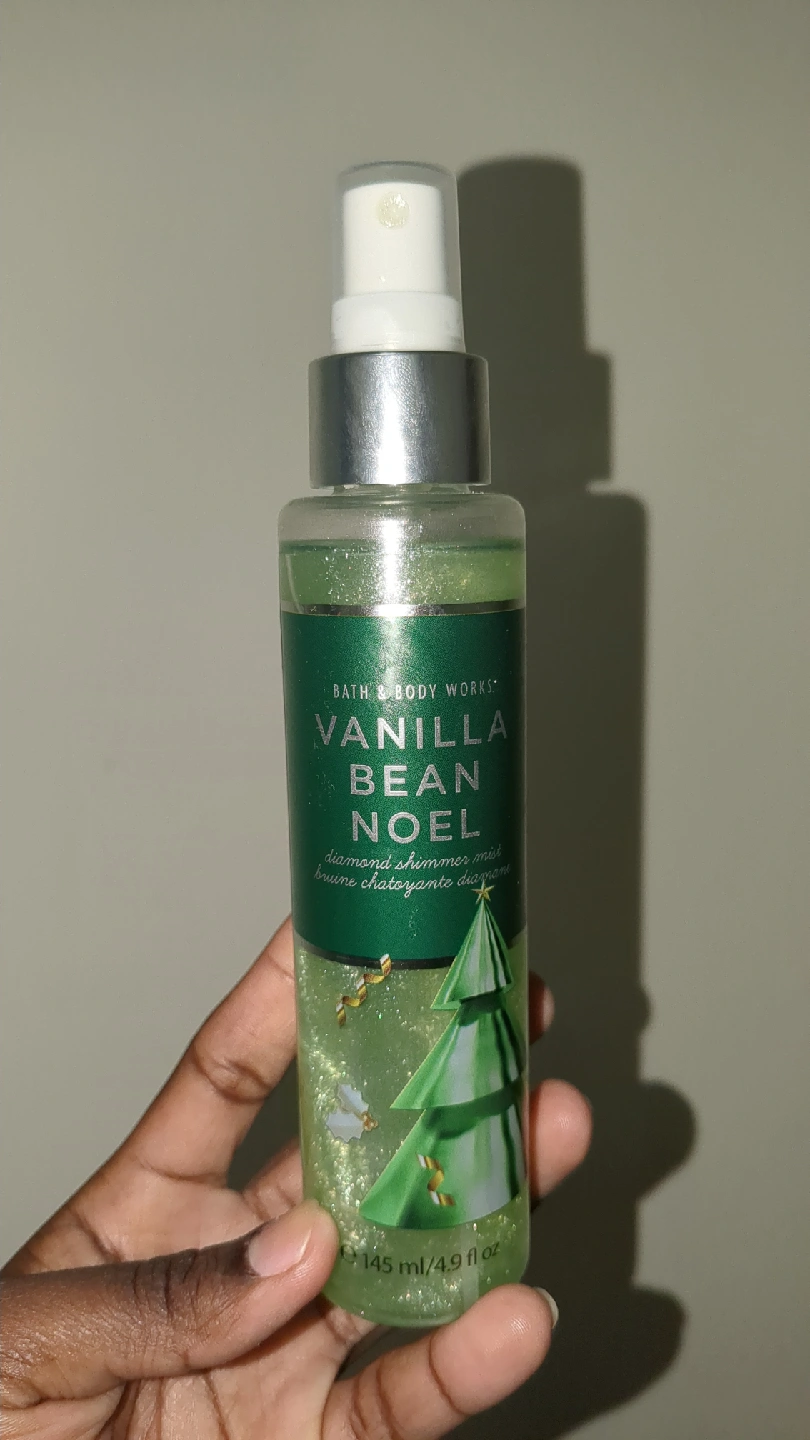 BATH & BODY WORKS
VANILLA
BEAN
NOEL
diamond shimmer mist
bruine chatoyante diamant
℮ 145 ml/4.9 fl oz